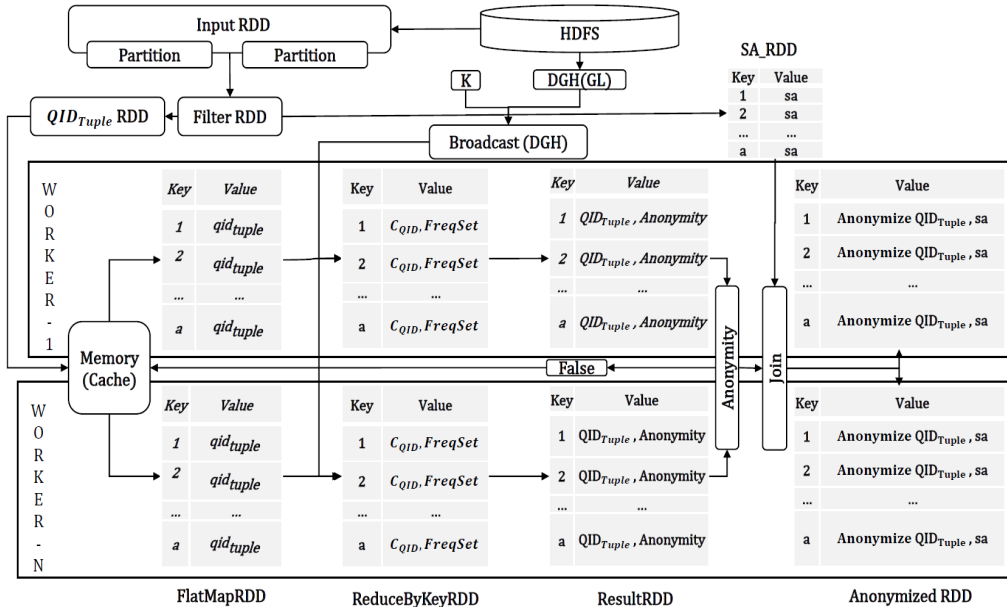 Input RDD
Partition
Partition
HDFS
DGH(GL)
K
SA_RDD
Key Value
1 sa
2 sa
... ...
a sa
QID_Tuple RDD
Filter RDD
Broadcast (DGH)
WORKER-1
Key Value
1 qid_tuple
2 qid_tuple
... ...
a qid_tuple
Key Value
1 C_QID, FreqSet
2 C_QID, FreqSet
... ...
a C_QID, FreqSet
Key Value
1 QID_Tuple, Anonymity
2 QID_Tuple, Anonymity
... ...
a QID_Tuple, Anonymity
Key Value
1 Anonymize QID_Tuple, sa
2 Anonymize QID_Tuple, sa
... ...
a Anonymize QID_Tuple, sa
Memory
(Cache)
False
Anonymity
Join
WORKER-N
Key Value
1 qid_tuple
2 qid_tuple
... ...
a qid_tuple
Key Value
1 C_QID, FreqSet
2 C_QID, FreqSet
... ...
a C_QID, FreqSet
Key Value
1 QID_Tuple, Anonymity
2 QID_Tuple, Anonymity
... ...
a QID_Tuple, Anonymity
Key Value
1 Anonymize QID_Tuple, sa
2 Anonymize QID_Tuple, sa
... ...
a Anonymize QID_Tuple, sa
FlatMapRDD
ReduceByKeyRDD
ResultRDD
Anonymized RDD